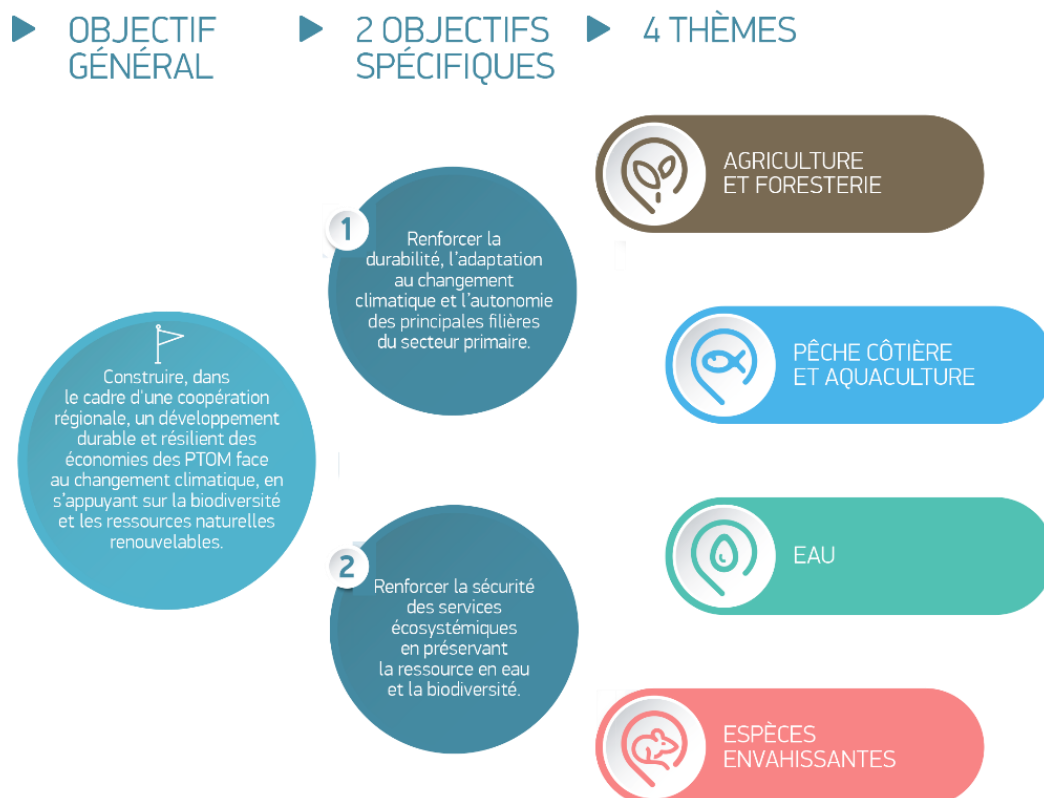 OBJECTIF
GÉNÉRAL
2 OBJECTIFS
SPÉCIFIQUES
4 THÈMES
Construire, dans
le cadre d'une coopération
régionale, un développement
durable et résilient des
économies des PTOM face
au changement climatique, en
s'appuyant sur la biodiversité
et les ressources naturelles
renouvelables.
1
Renforcer la
durabilité, l'adaptation
au changement
climatique et l'autonomie
des principales filières
du secteur primaire.
2
Renforcer la sécurité
des services
écosystémiques
en préservant
la ressource en eau
et la biodiversité.
AGRICULTURE
ET FORESTERIE
PÊCHE CÔTIÈRE
ET AQUACULTURE
EAU
ESPÈCES
ENVAHISSANTES